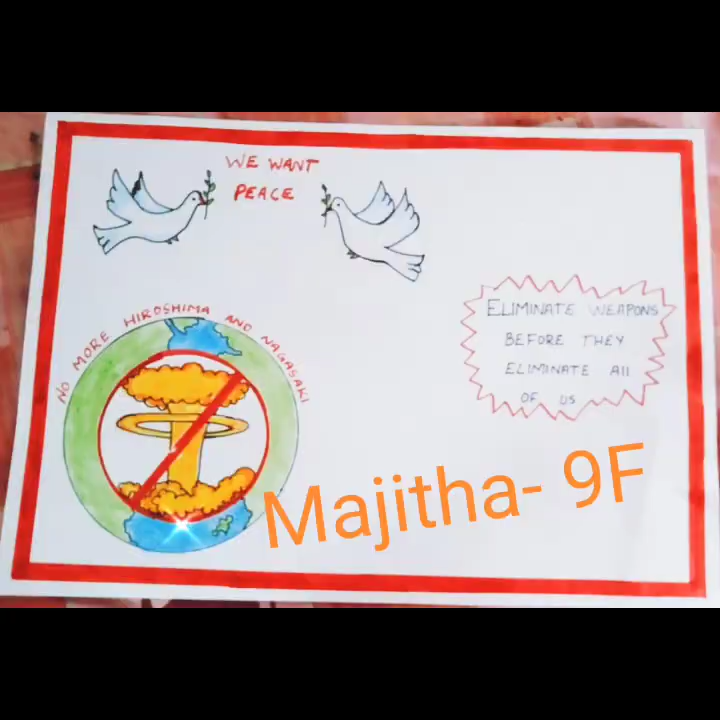 WE WANT
PEACE
NO MORE HIROSHIMA AND NAGASAKI
ELIMINATE WEAPONS
BEFORE THEY
ELIMINATE All
OF US
Majitha- 9F